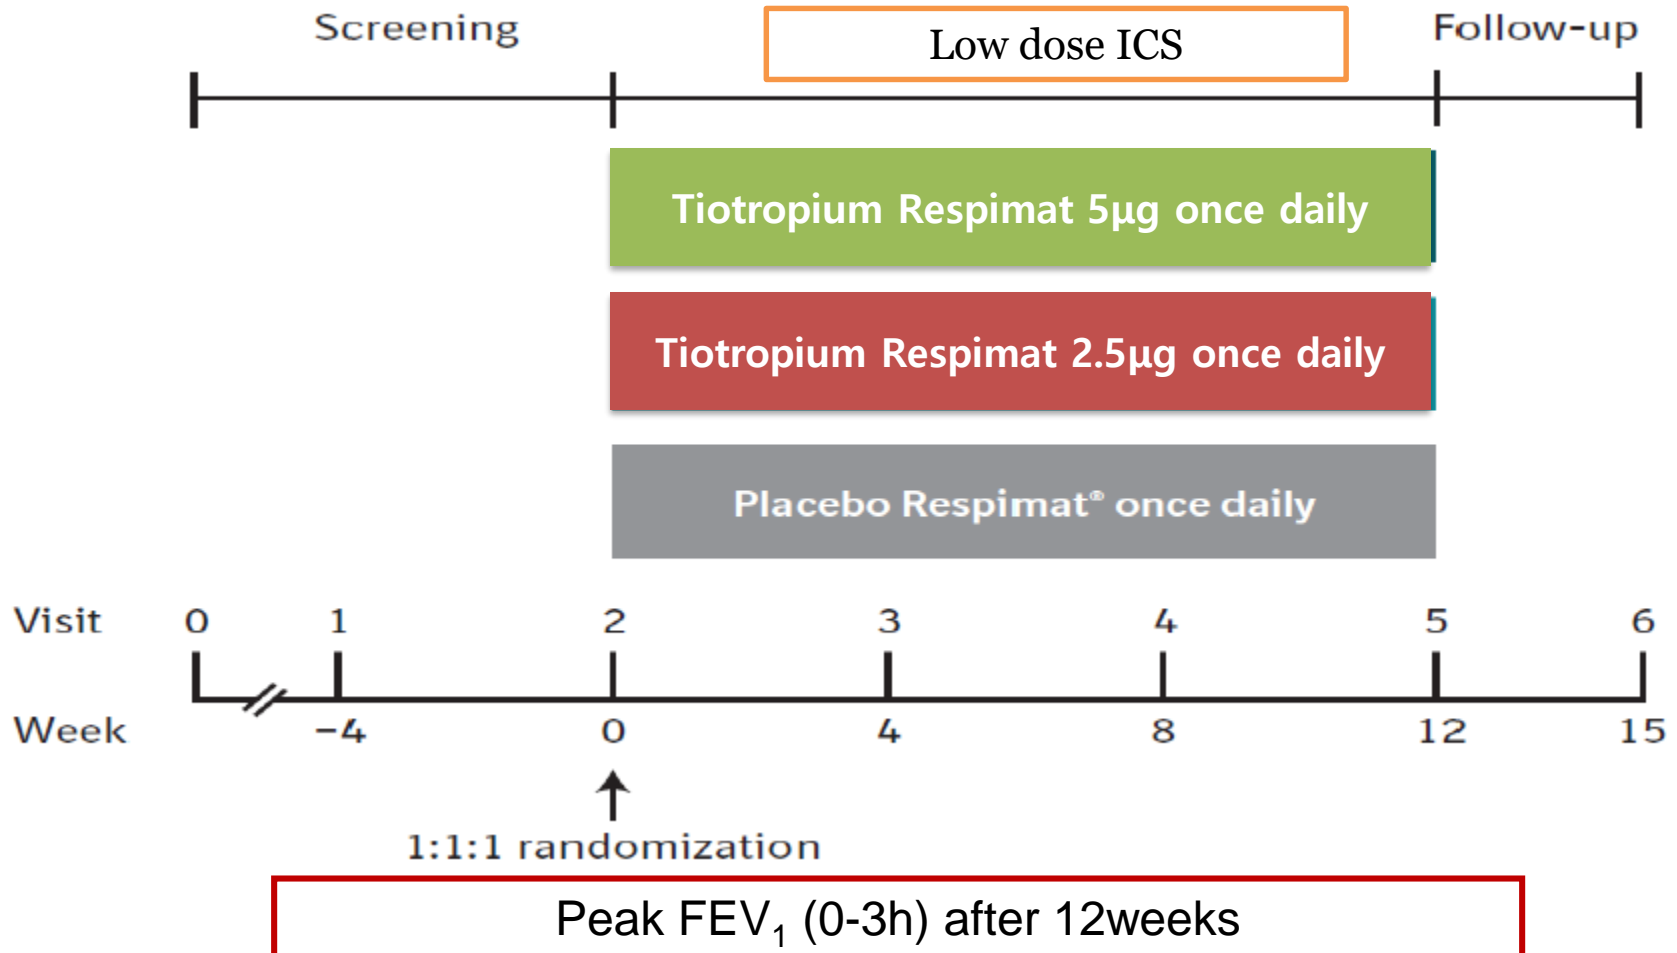 Screening
Low dose ICS
Follow-up
Tiotropium Respimat 5µg once daily
Tiotropium Respimat 2.5µg once daily
Placebo Respimat® once daily
Visit 0 1 2 3 4 5 6
Week −4 0 4 8 12 15
1:1:1 randomization
Peak FEV₁ (0-3h) after 12weeks